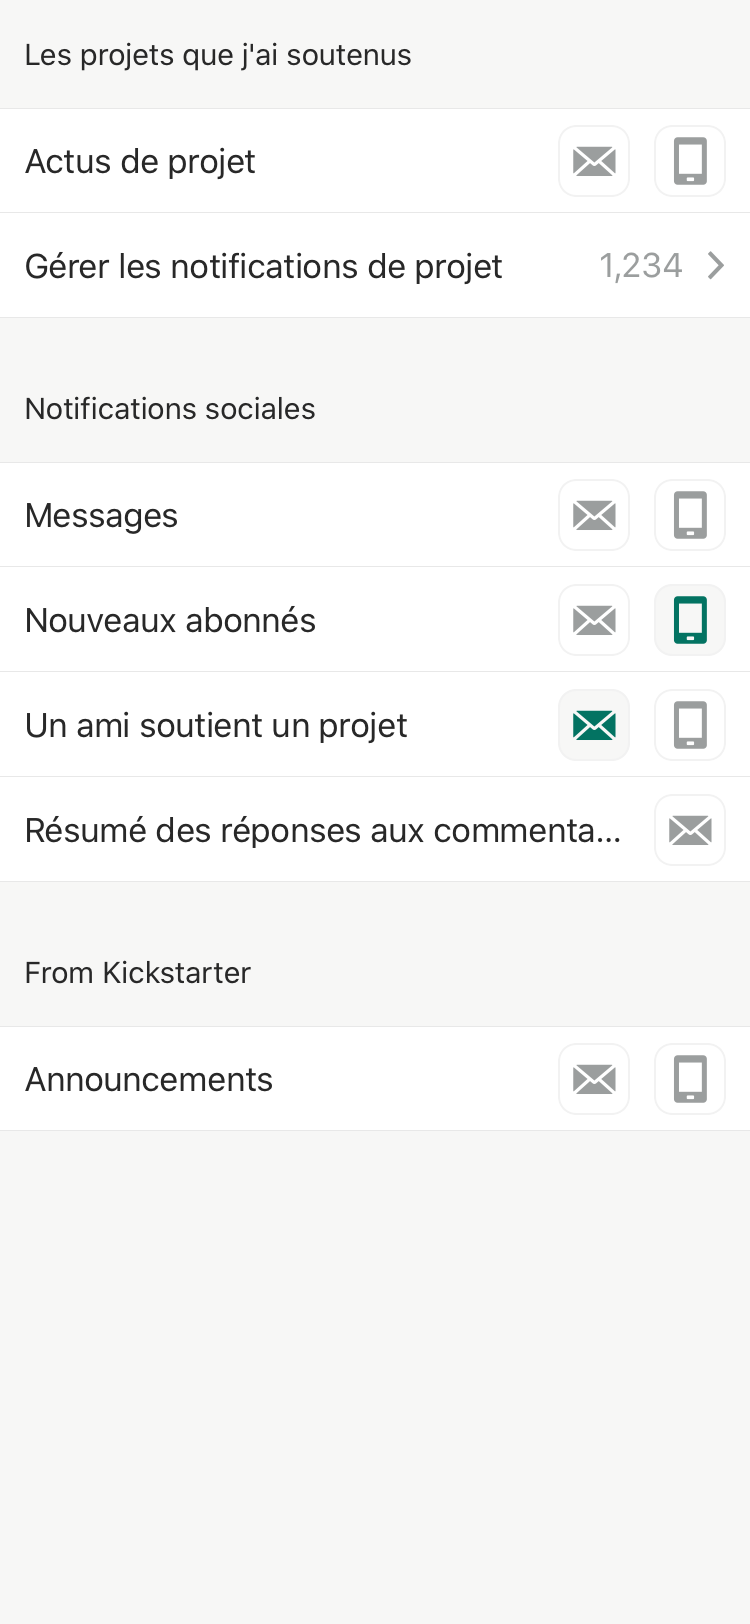 Les projets que j'ai soutenus
Actus de projet
Gérer les notifications de projet 1,234
Notifications sociales
Messages
Nouveaux abonnés
Un ami soutient un projet
Résumé des réponses aux commenta...
From Kickstarter
Announcements